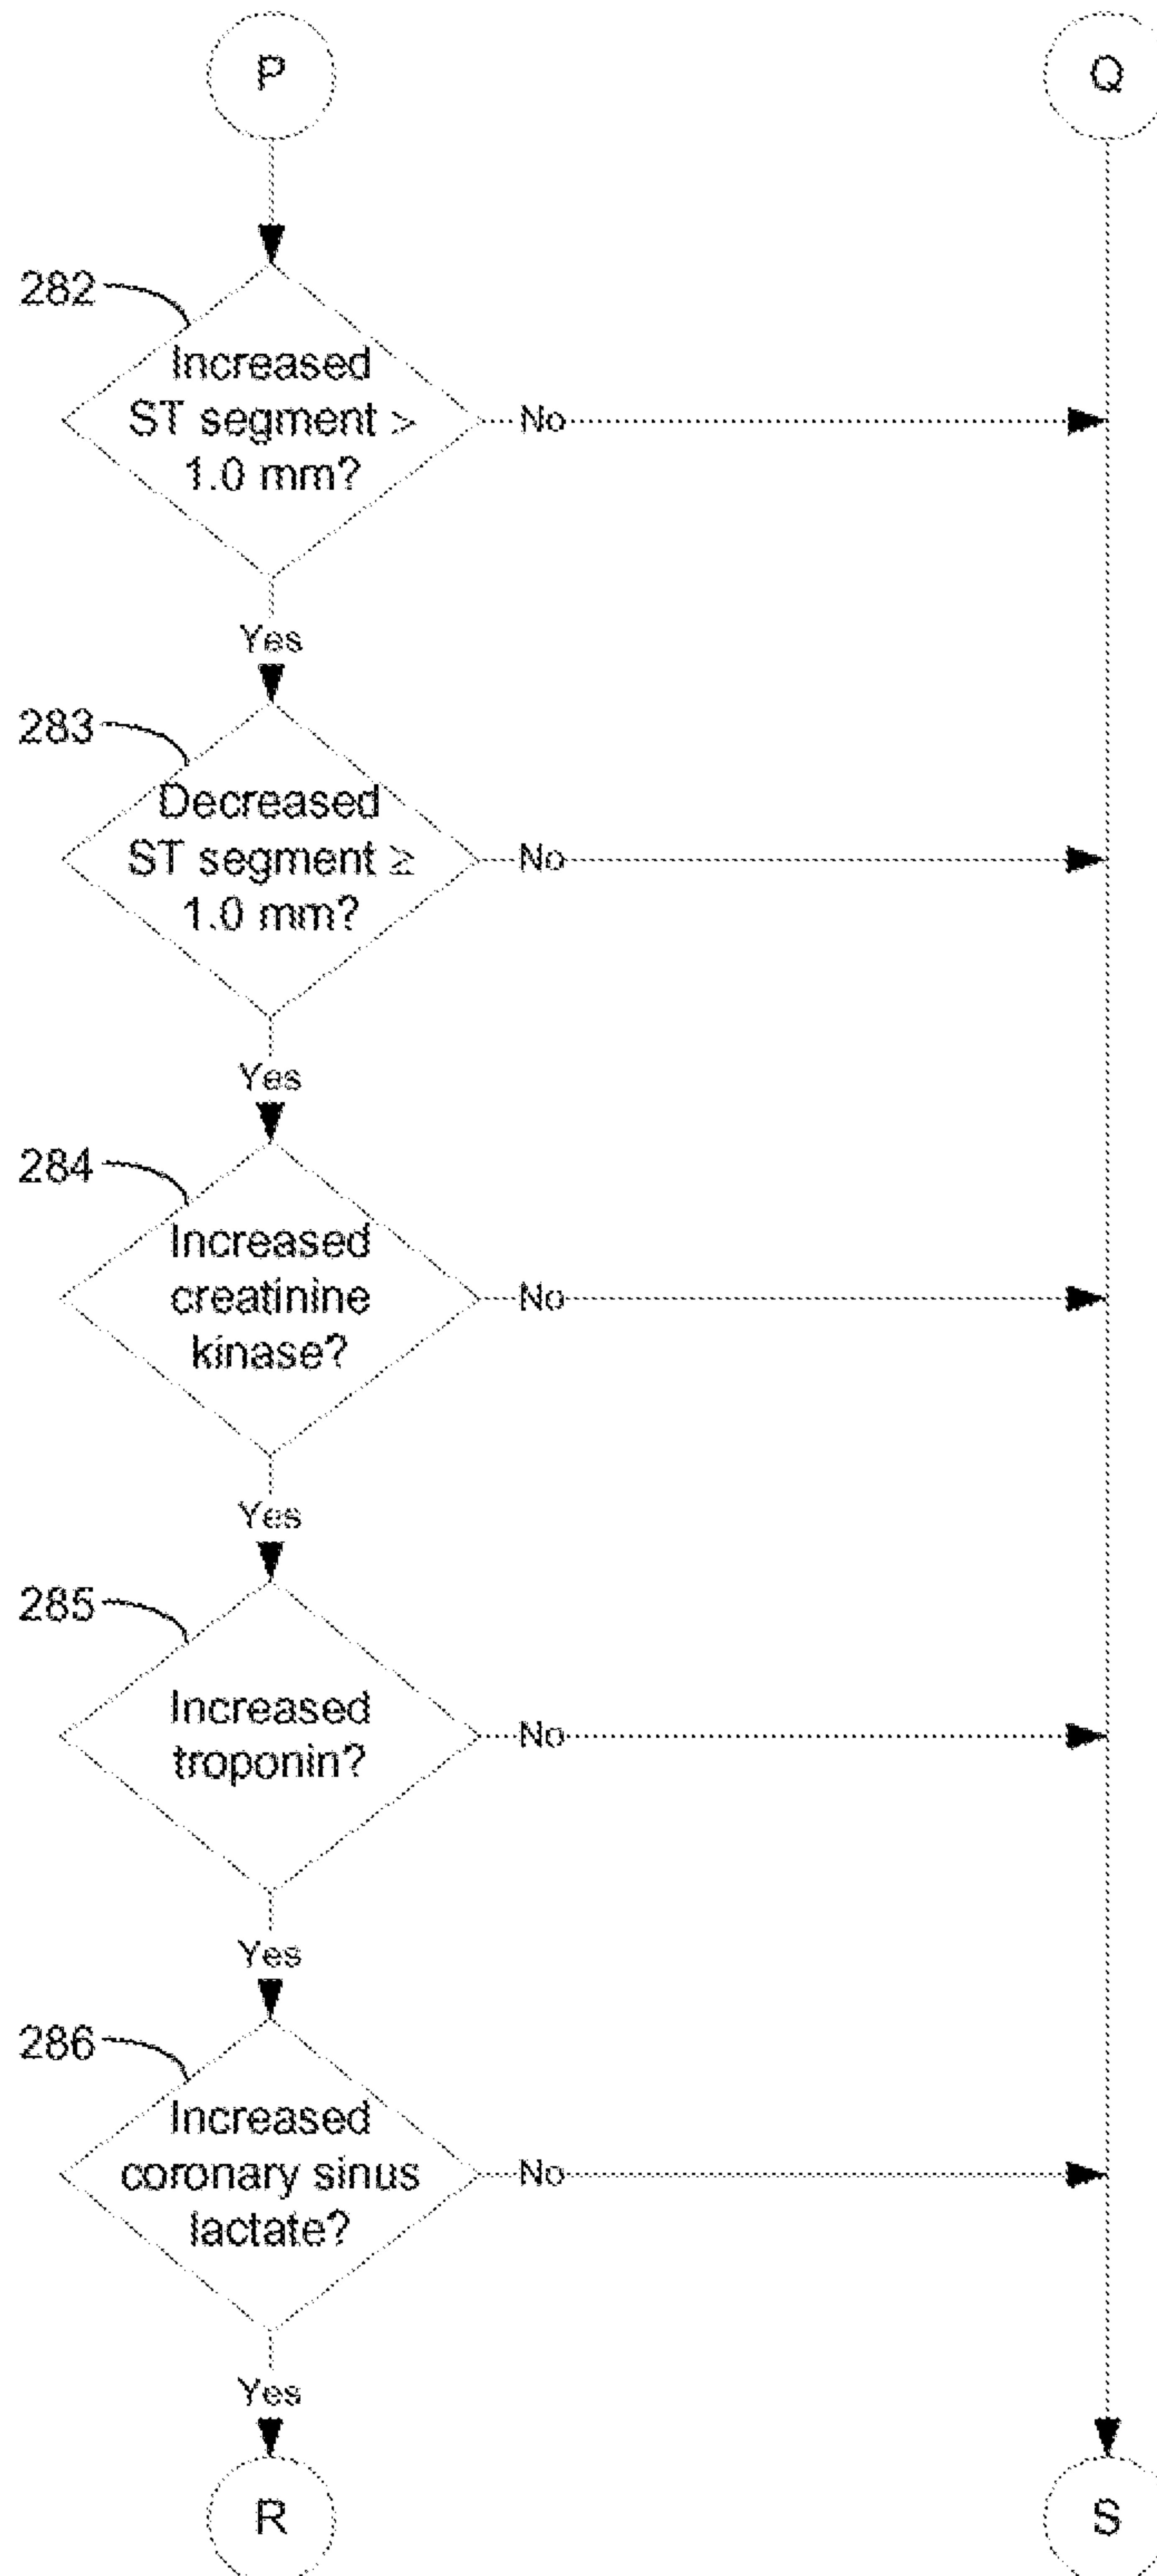 P
Q
282
Increased
ST segment >
1.0 mm?
No
Yes
283
Decreased
ST segment ≥
1.0 mm?
No
Yes
284
Increased
creatinine
kinase?
No
Yes
285
Increased
troponin?
No
Yes
286
Increased
coronary sinus
lactate?
No
Yes
R
S